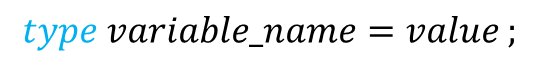 type variable_name = value ;